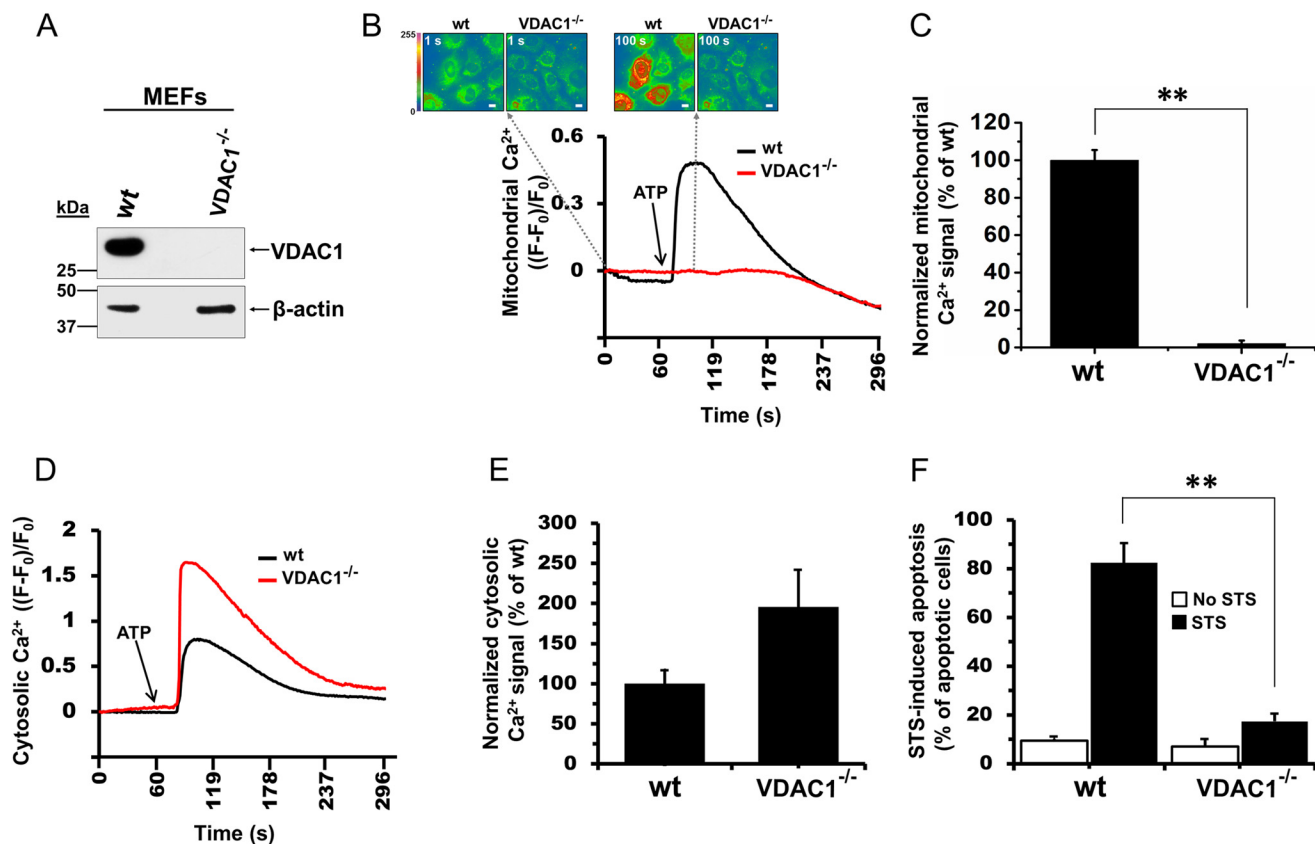 A
MEFs
kDa
wt
VDAC1-/-
VDAC1
25
50
β-actin
37
B
wt
VDAC1-/-
wt
VDAC1-/-
255
0
1 s
1 s
100 s
100 s
Mitochondrial Ca2+
((F-F0)/F0)
0.6
0.3
0
wt
VDAC1-/-
ATP
0
60
119
178
237
296
Time (s)
C
Normalized mitochondrial
Ca2+ signal (% of wt)
120
100
80
60
40
20
0
**
wt
VDAC1-/-
D
Cytosolic Ca2+ ((F-F0)/F0)
2
1.5
1
0.5
0
wt
VDAC1-/-
ATP
0
60
119
178
237
296
Time (s)
E
Normalized cytosolic
Ca2+ signal (% of wt)
300
250
200
150
125
100
75
50
25
0
wt
VDAC1-/-
F
STS-induced apoptosis
(% of apoptotic cells)
100
80
60
40
20
0
**
No STS
STS
wt
VDAC1-/-